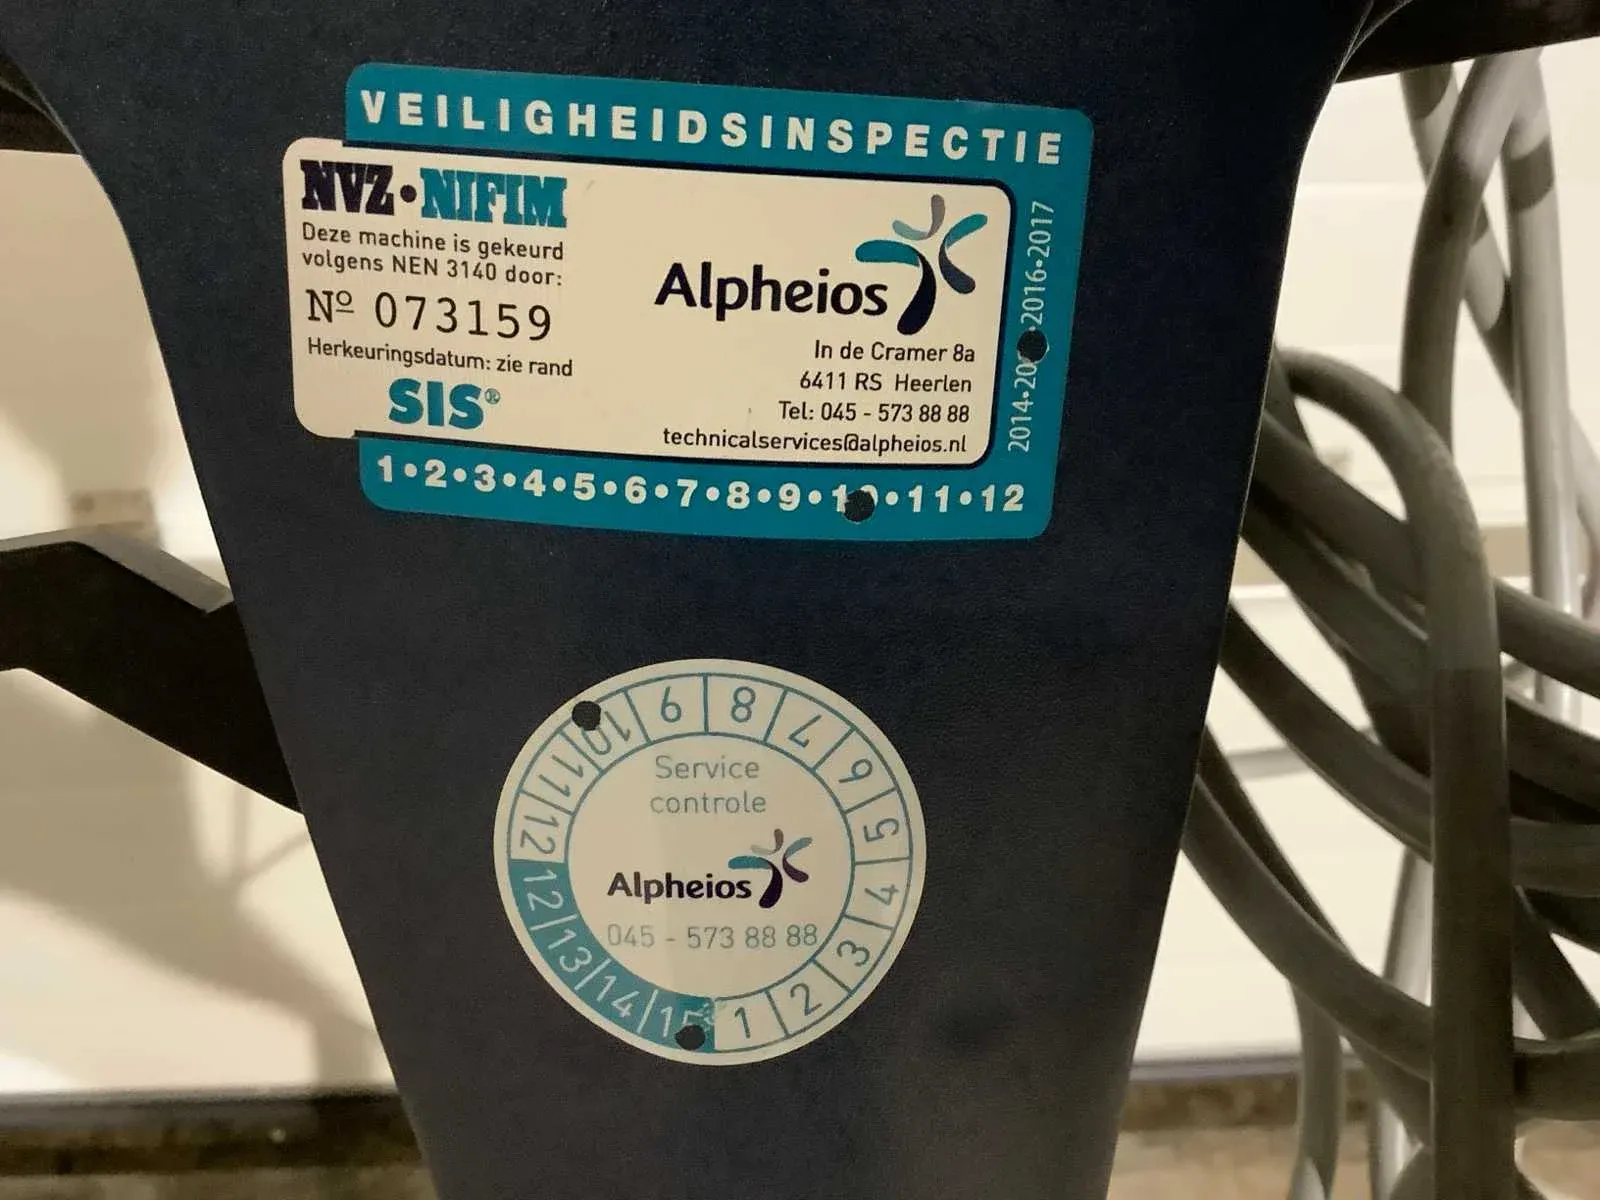 VEILIGHEIDSINSPECTIE
NVZ•NIFIM
Deze machine is gekeurd
volgens NEN 3140 door:
Nº 073159
Herkeuringsdatum: zie rand
SIS®
Alpheios
In de Cramer 8a
6411 RS Heerlen
Tel: 045 - 573 88 88
technicalservices@alpheios.nl
2014•20 •2016•2017
1•2•3•4•5•6•7•8•9•10•11•12
Service
controle
Alpheios
045 - 573 88 88
1 2 3 4 5 6 7 8 9 10 11 12
12 13 14 15